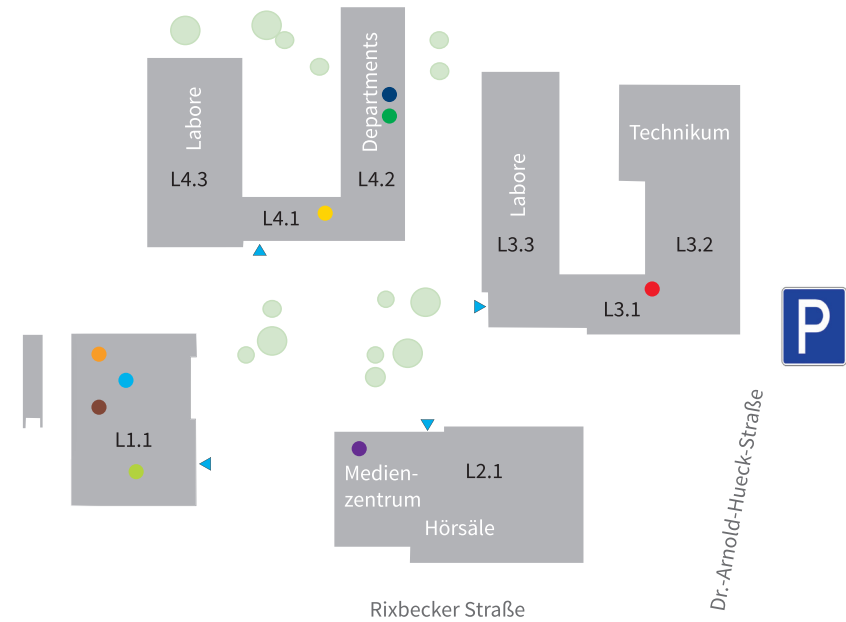 Departments
Labore
L4.3
L4.2
L4.1
Technikum
Labore
L3.3
L3.2
L3.1
P
L1.1
Medien-
zentrum
L2.1
Hörsäle
Dr.-Arnold-Hueck-Straße
Rixbecker Straße